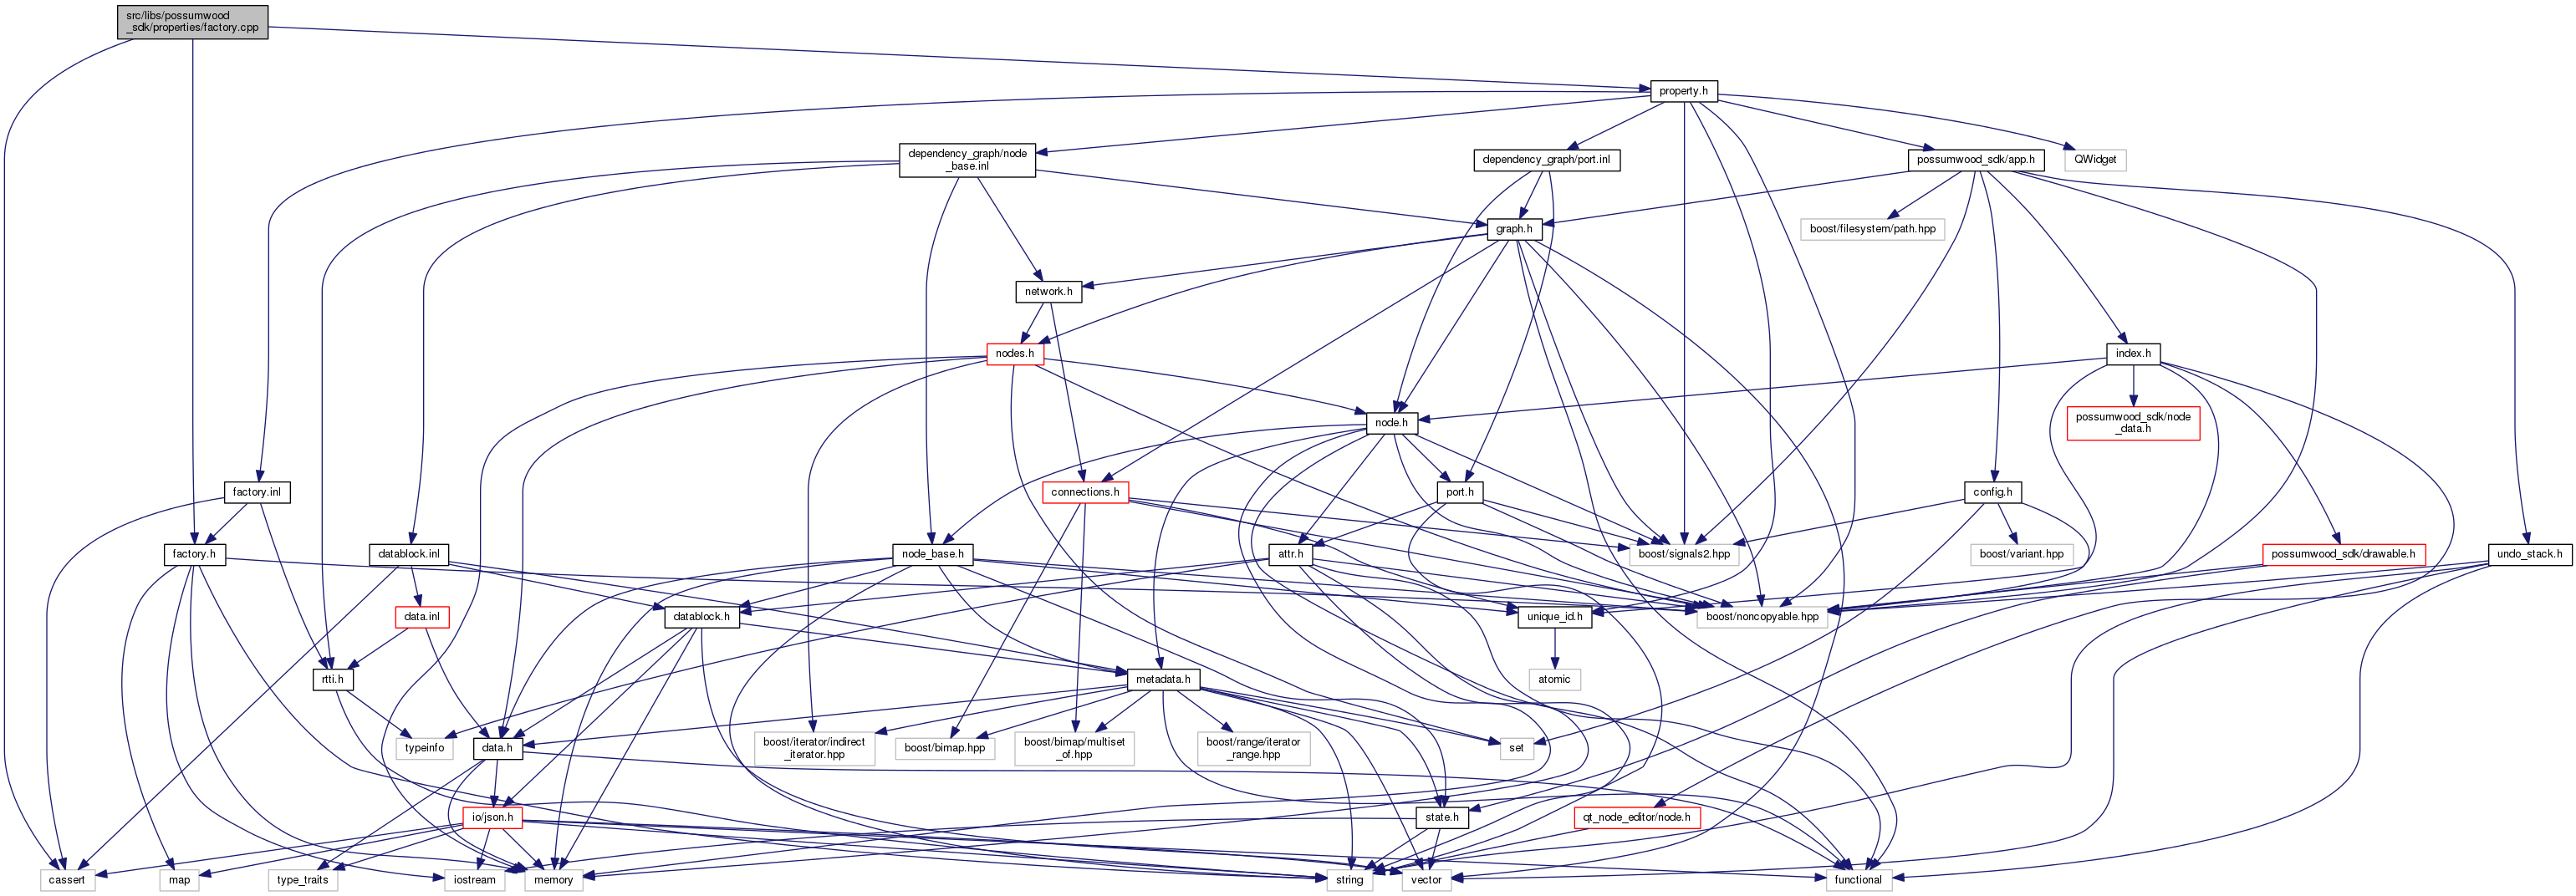 src/libs/possumwood
_sdk/properties/factory.cpp
property.h
dependency_graph/node
_base.inl
dependency_graph/port.inl
possumwood_sdk/app.h
QWidget
graph.h
boost/filesystem/path.hpp
network.h
nodes.h
index.h
node.h
possumwood_sdk/node
_data.h
factory.inl
connections.h
port.h
config.h
factory.h
datablock.inl
node_base.h
attr.h
boost/signals2.hpp
boost/variant.hpp
possumwood_sdk/drawable.h
undo_stack.h
data.inl
datablock.h
unique_id.h
boost/noncopyable.hpp
rtti.h
metadata.h
atomic
typeinfo
data.h
boost/iterator/indirect
_iterator.hpp
boost/bimap.hpp
boost/bimap/multiset
_of.hpp
boost/range/iterator
_range.hpp
set
io/json.h
state.h
qt_node_editor/node.h
cassert
map
type_traits
iostream
memory
string
vector
functional